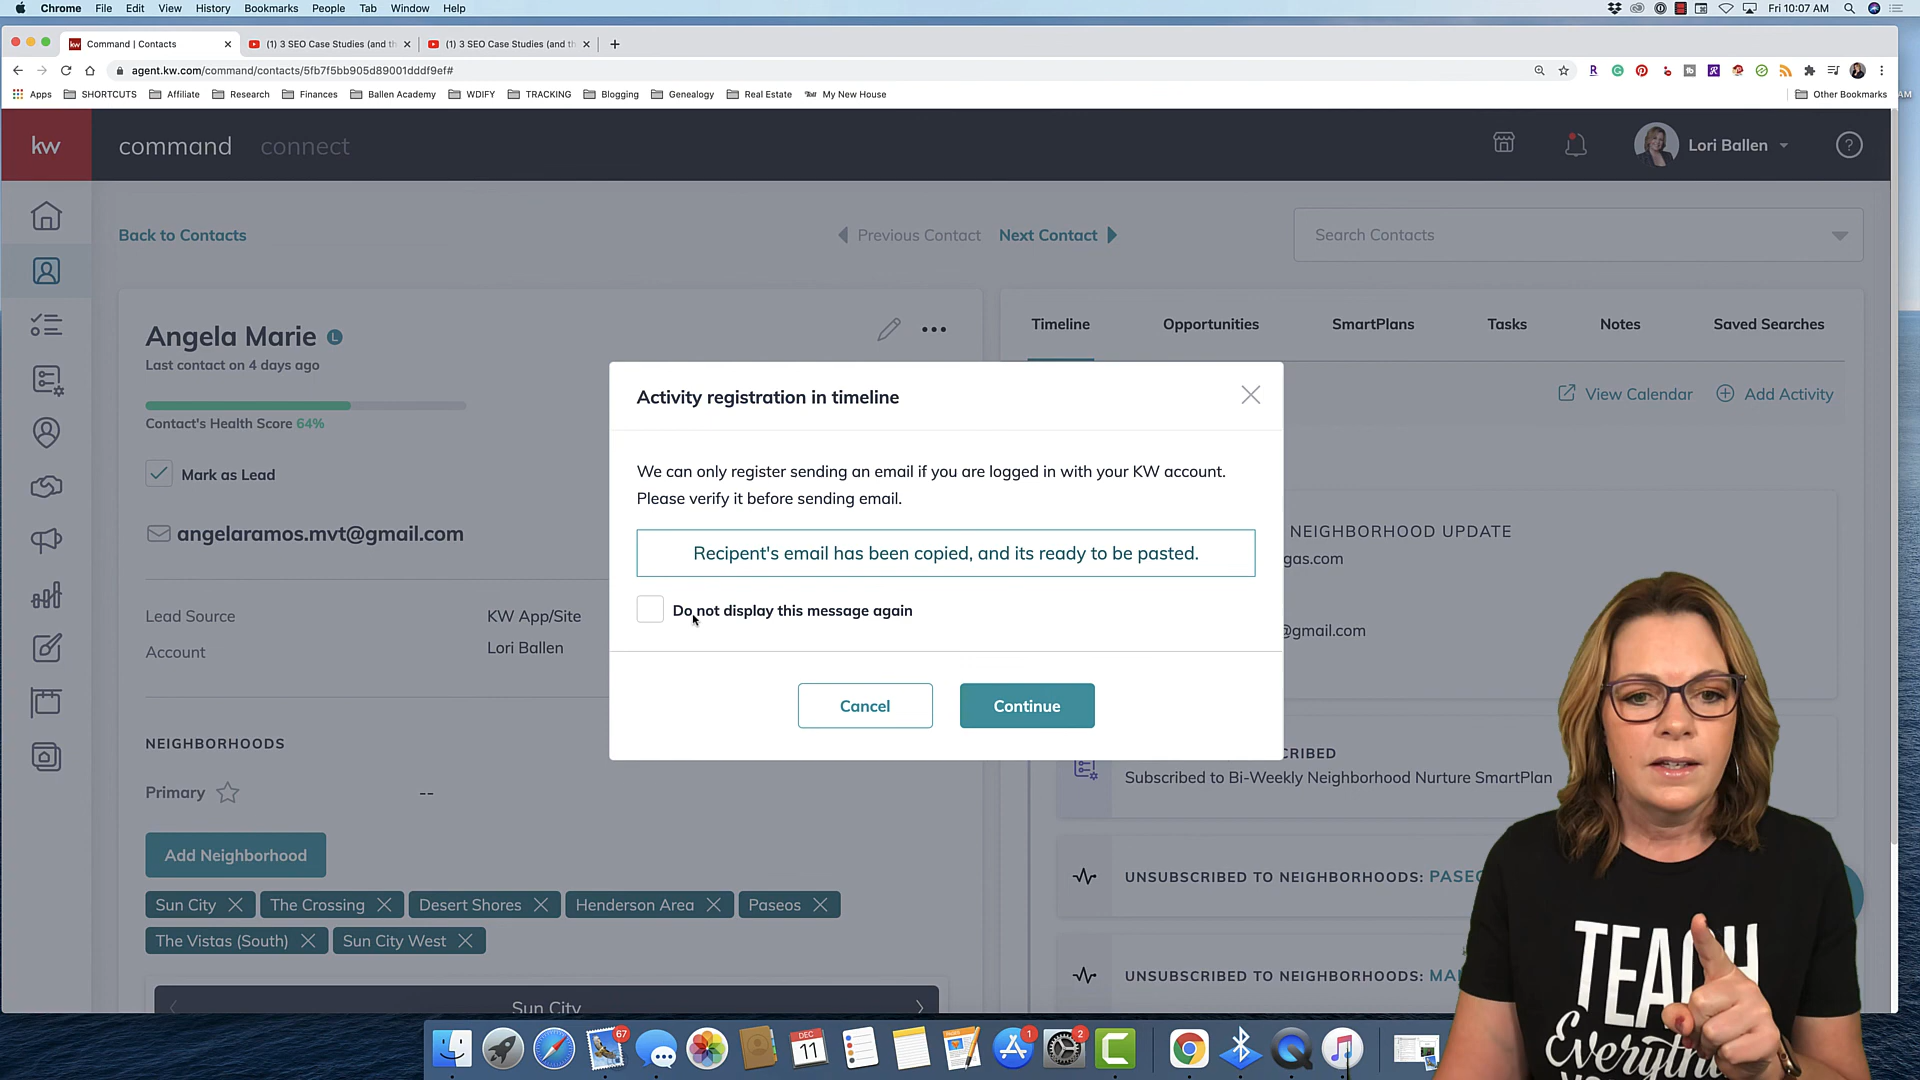 Chrome File Edit View History Bookmarks People Tab Window Help
Fri 10:07 AM
Command | Contacts
(1) 3 SEO Case Studies (and th
(1) 3 SEO Case Studies (and th
agent.kw.com/command/contacts/5fb7f5bb905d89001dddf9ef#
Apps SHORTCUTS Affiliate Research Finances Ballen Academy WDIFY TRACKING Blogging Genealogy Real Estate My New House Other Bookmarks
kw command connect Lori Ballen
Back to Contacts
Previous Contact Next Contact
Search Contacts
Angela Marie L
Last contact on 4 days ago
Contact's Health Score 64%
Mark as Lead
angelaramos.mvt@gmail.com
Lead Source KW App/Site
Account Lori Ballen
NEIGHBORHOODS
Primary --
Add Neighborhood
Sun City The Crossing Desert Shores Henderson Area Paseos
The Vistas (South) Sun City West
Sun City
Timeline Opportunities SmartPlans Tasks Notes Saved Searches
View Calendar Add Activity
Activity registration in timeline
We can only register sending an email if you are logged in with your KW account.
Please verify it before sending email.
Recipent's email has been copied, and its ready to be pasted.
Do not display this message again
Cancel Continue
NEIGHBORHOOD UPDATE
gas.com
@gmail.com
CRIBED
Subscribed to Bi-Weekly Neighborhood Nurture SmartPlan
UNSUBSCRIBED TO NEIGHBORHOODS: PASEO
UNSUBSCRIBED TO NEIGHBORHOODS: MA
TEACH
Everything
67
DEC
11
1
2